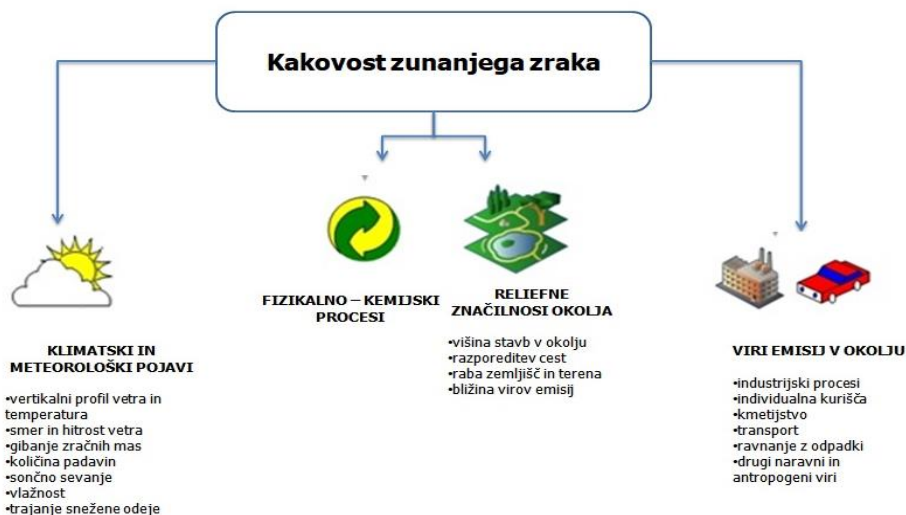 Kakovost zunanjega zraka
KLIMATSKI IN
METEOROLOŠKI POJAVI
•vertikalni profil vetra in
temperatura
•smer in hitrost vetra
•gibanje zračnih mas
•količina padavin
•sončno sevanje
•vlažnost
•trajanje snežene odeje
FIZIKALNO – KEMIJSKI
PROCESI
RELIEFNE
ZNAČILNOSI OKOLJA
•višina stavb v okolju
•razporeditev cest
•raba zemljišč in terena
•bližina virov emisij
VIRI EMISIJ V OKOLJU
•industrijski procesi
•individualna kurišča
•kmetijstvo
•transport
•ravnanje z odpadki
•drugi naravni in
antropogeni viri